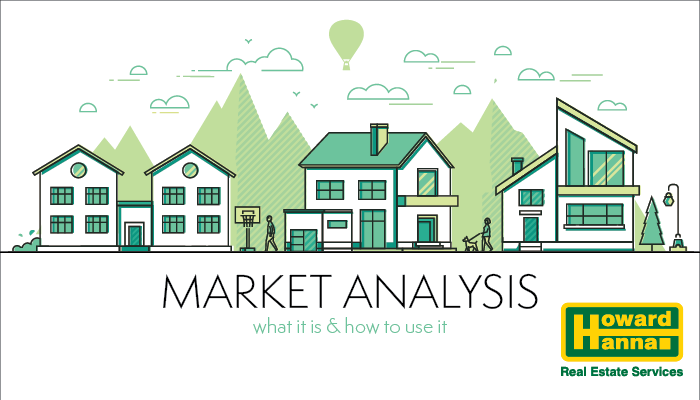 MARKET ANALYSIS
what it is & how to use it
Howard
Hanna
Real Estate Services